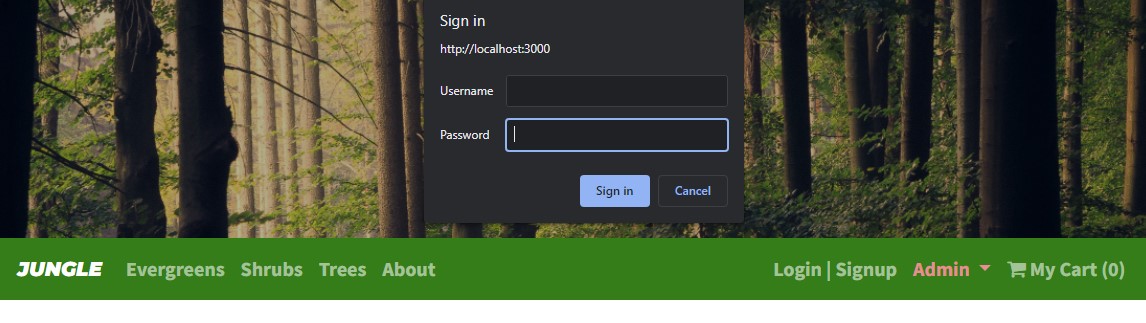 Sign in
http://localhost:3000
Username
Password
Sign in Cancel
JUNGLE Evergreens Shrubs Trees About Login | Signup Admin My Cart (0)